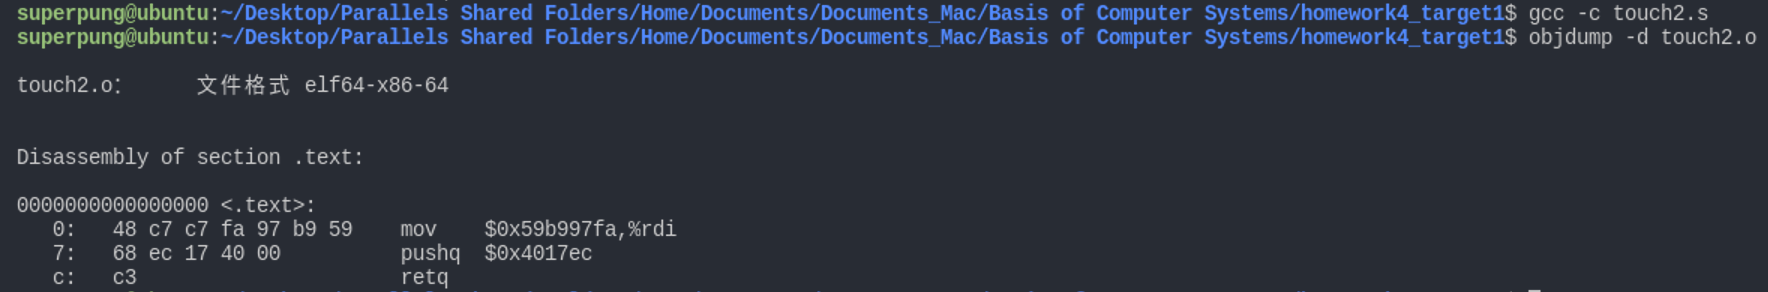 superpung@ubuntu:~/Desktop/Parallels Shared Folders/Home/Documents/Documents_Mac/Basis of Computer Systems/homework4_target1$ gcc -c touch2.s
superpung@ubuntu:~/Desktop/Parallels Shared Folders/Home/Documents/Documents_Mac/Basis of Computer Systems/homework4_target1$ objdump -d touch2.o
touch2.o:      文件格式 elf64-x86-64
Disassembly of section .text:
0000000000000000 <.text>:
   0:   48 c7 c7 fa 97 b9 59    mov    $0x59b997fa,%rdi
   7:   68 ec 17 40 00          pushq  $0x4017ec
   c:   c3                      retq